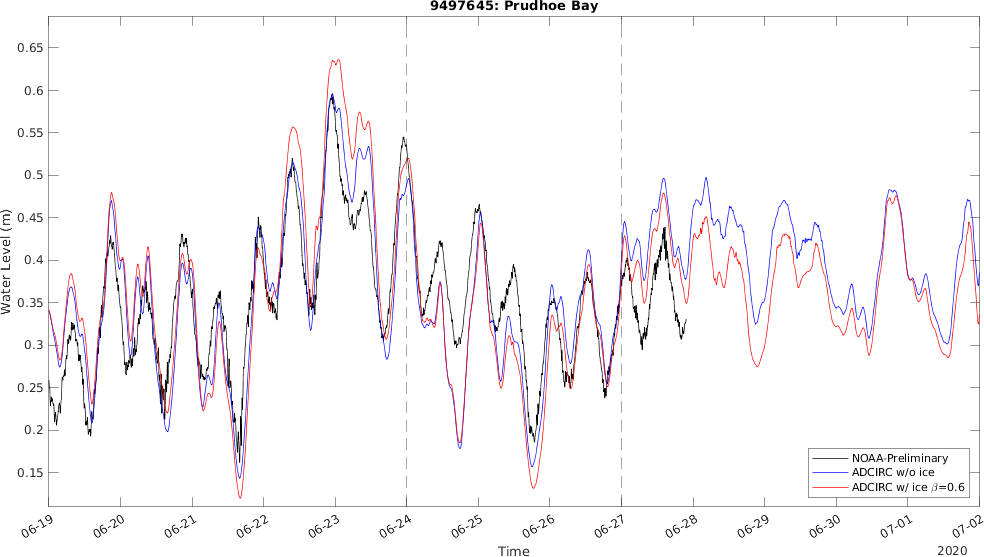 9497645: Prudhoe Bay
Water Level (m)
0.65
0.6
0.55
0.5
0.45
0.4
0.35
0.3
0.25
0.2
0.15
NOAA-Preliminary
ADCIRC w/o ice
ADCIRC w/ ice β=0.6
06-19 06-20 06-21 06-22 06-23 06-24 06-25 06-26 06-27 06-28 06-29 06-30 07-01 07-02
Time
2020